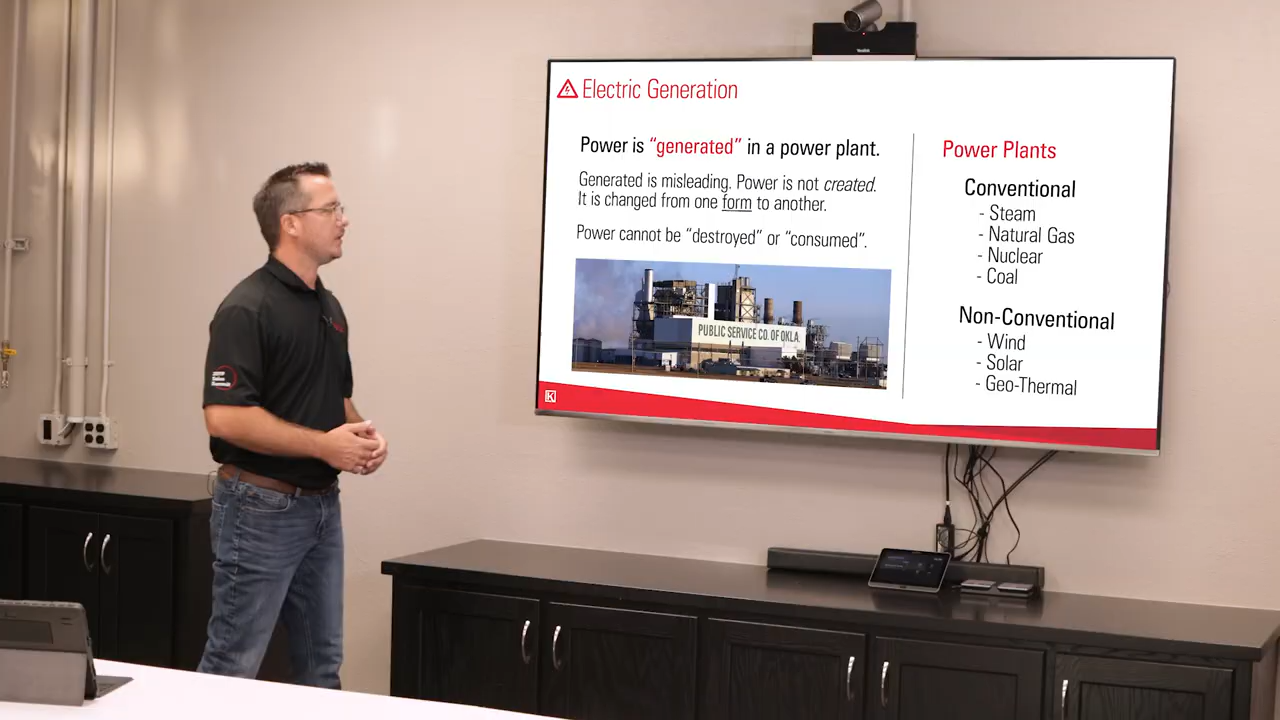 Electric Generation
Power is “generated” in a power plant.
Generated is misleading. Power is not created.
It is changed from one form to another.
Power cannot be “destroyed” or “consumed”.
PUBLIC SERVICE CO. OF OKLA.
K
Power Plants
Conventional
- Steam
- Natural Gas
- Nuclear
- Coal
Non-Conventional
- Wind
- Solar
- Geo-Thermal